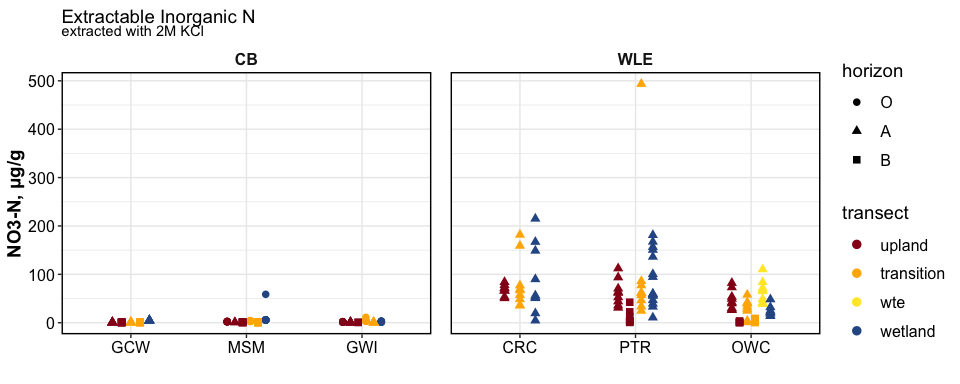 Extractable Inorganic N
extracted with 2M KCl
CB
WLE
NO3-N, µg/g
500
400
300
200
100
0
GCW
MSM
GWI
CRC
PTR
OWC
horizon
O
A
B
transect
upland
transition
wte
wetland